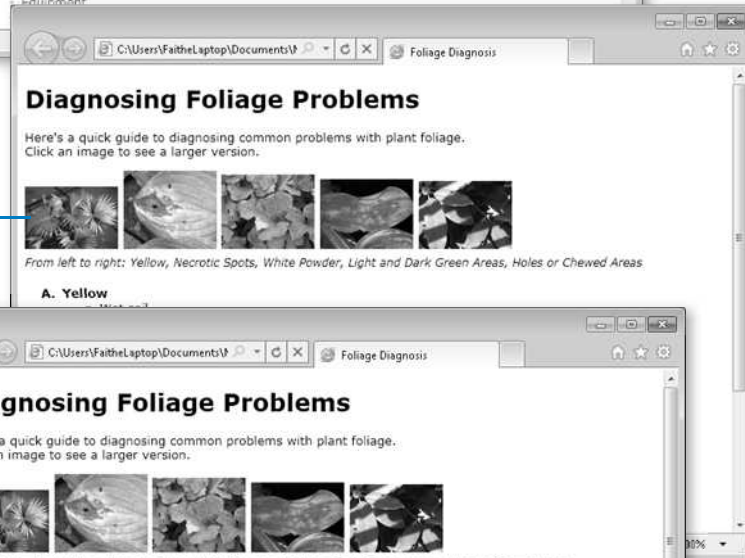 Equipment
C:\Users\FaitheLaptop\Documents\
Foliage Diagnosis
Diagnosing Foliage Problems
Here's a quick guide to diagnosing common problems with plant foliage.
Click an image to see a larger version.
From left to right: Yellow, Necrotic Spots, White Powder, Light and Dark Green Areas, Holes or Chewed Areas
A. Yellow
Wet soil
C:\Users\FaitheLaptop\Documents\
Foliage Diagnosis
gnosing Foliage Problems
a quick guide to diagnosing common problems with plant foliage.
image to see a larger version.